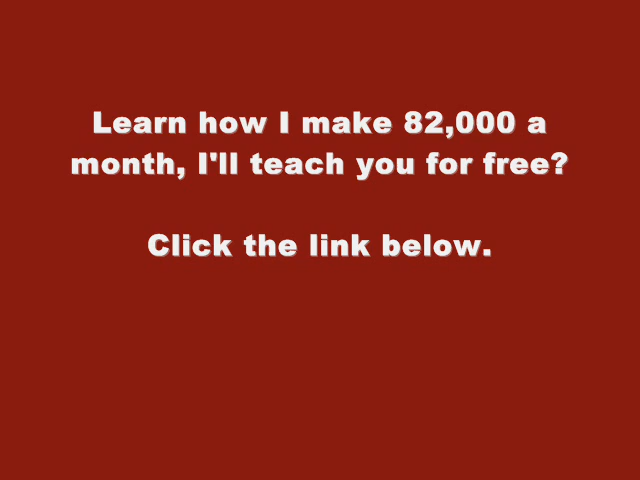 Learn how I make 82,000 a
month, I'll teach you for free?
Click the link below.